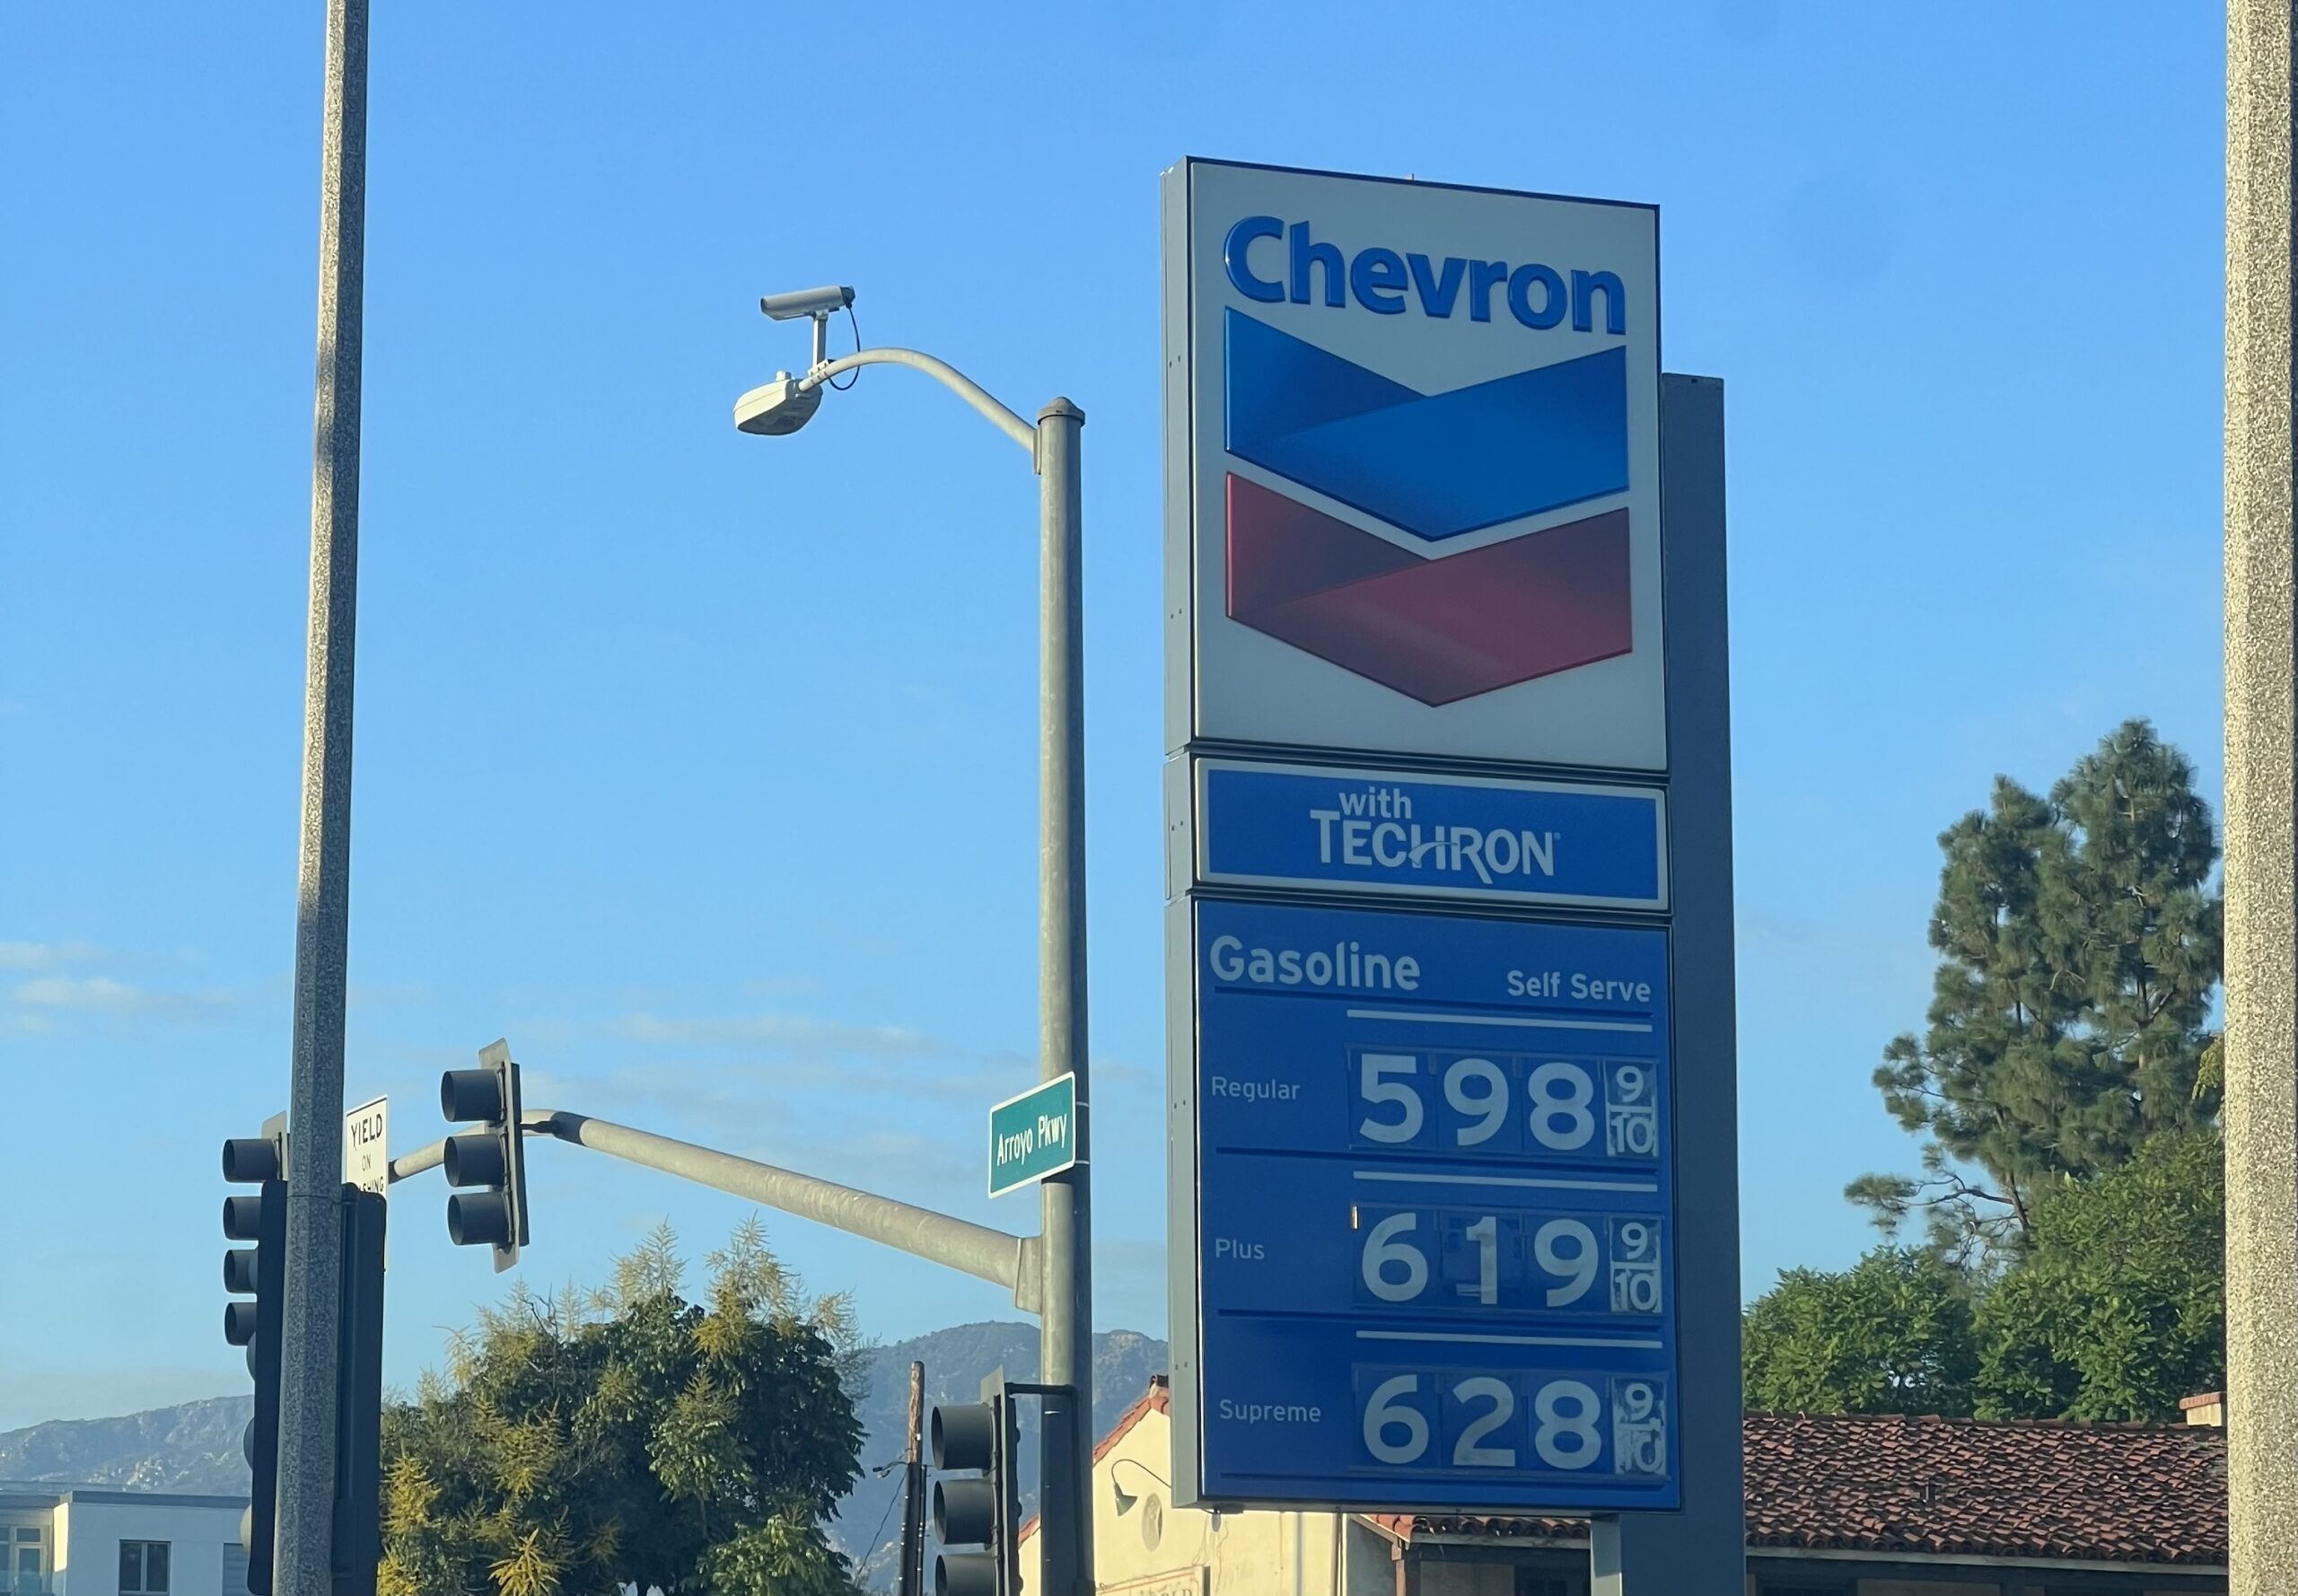 Chevron
with
TECHRON®
Gasoline Self Serve
Regular 598 9/10
Plus 619 9/10
Supreme 628 9/10
Arroyo Pkwy
YIELD
ON